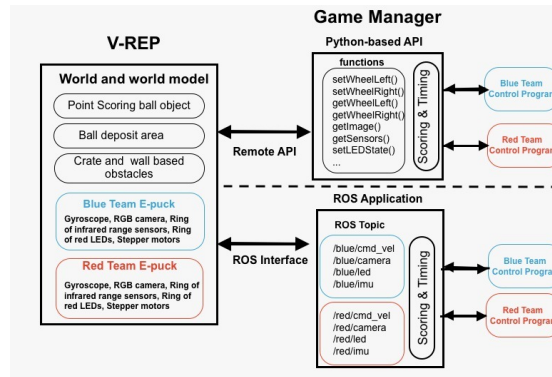 Game Manager
V-REP
Python-based API
World and world model
Point Scoring ball object
Ball deposit area
Crate and wall based
obstacles
Blue Team E-puck
Gyroscope, RGB camera, Ring
of infrared range sensors, Ring
of red LEDs, Stepper motors
Red Team E-puck
Gyroscope, RGB camera, Ring of
infrared range sensors, Ring of
red LEDs, Stepper motors
Remote API
ROS Interface
functions
setWheelLeft()
setWheelRight()
getWheelLeft()
getWheelRight()
getImage()
getSensors()
setLEDState()
...
Scoring & Timing
Blue Team
Control Program
Red Team
Control Program
ROS Application
ROS Topic
/blue/cmd_vel
/blue/camera
/blue/led
/blue/imu
/red/cmd_vel
/red/camera
/red/led
/red/imu
Scoring & Timing
Blue Team
Control Program
Red Team
Control Program